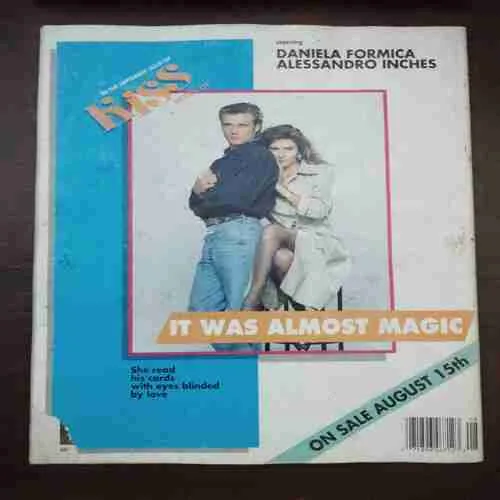 starring
DANIELA FORMICA
ALESSANDRO INCHES
KISS
IT WAS ALMOST MAGIC
She read
his cards
with eyes blinded
by love
ON SALE AUGUST 15th